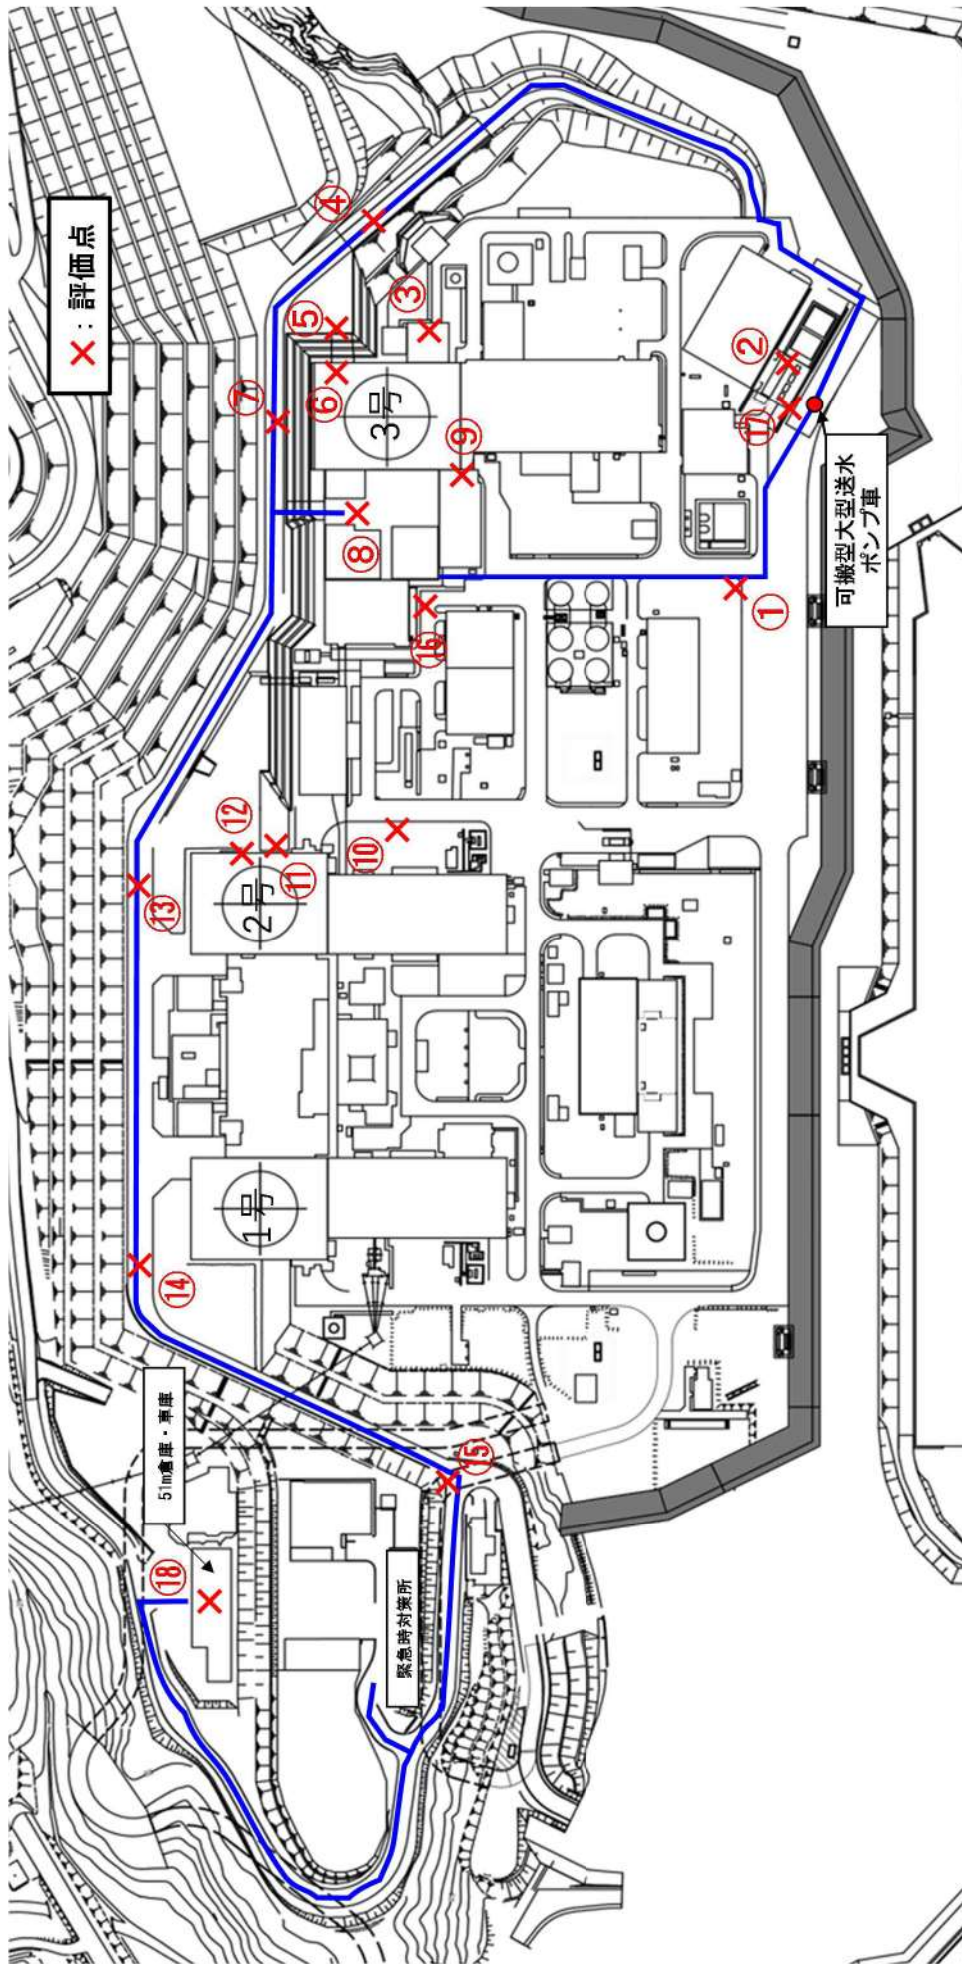 ×：評価点
④
③
⑤
⑥
⑦
3号
⑨
②
⑰
⑧
可搬型大型送水
ポンプ車
①
⑯
⑫
⑪
⑩
2号
⑬
1号
⑭
51m倉庫・車庫
⑮
⑱
緊急時対策所